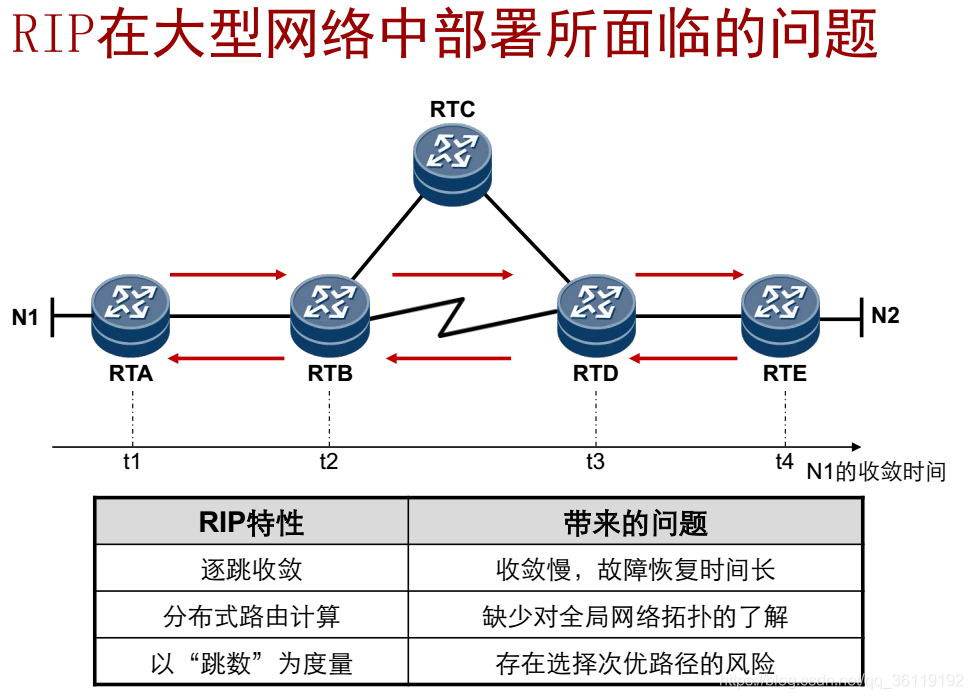 RIP在大型网络中部署所面临的问题
RTC
N1
N2
RTA RTB RTD RTE
t1 t2 t3 t4 N1的收敛时间
RIP特性 带来的问题
逐跳收敛 收敛慢，故障恢复时间长
分布式路由计算 缺少对全局网络拓扑的了解
以“跳数”为度量 存在选择次优路径的风险
https://blog.csdn.net/qq_36119192